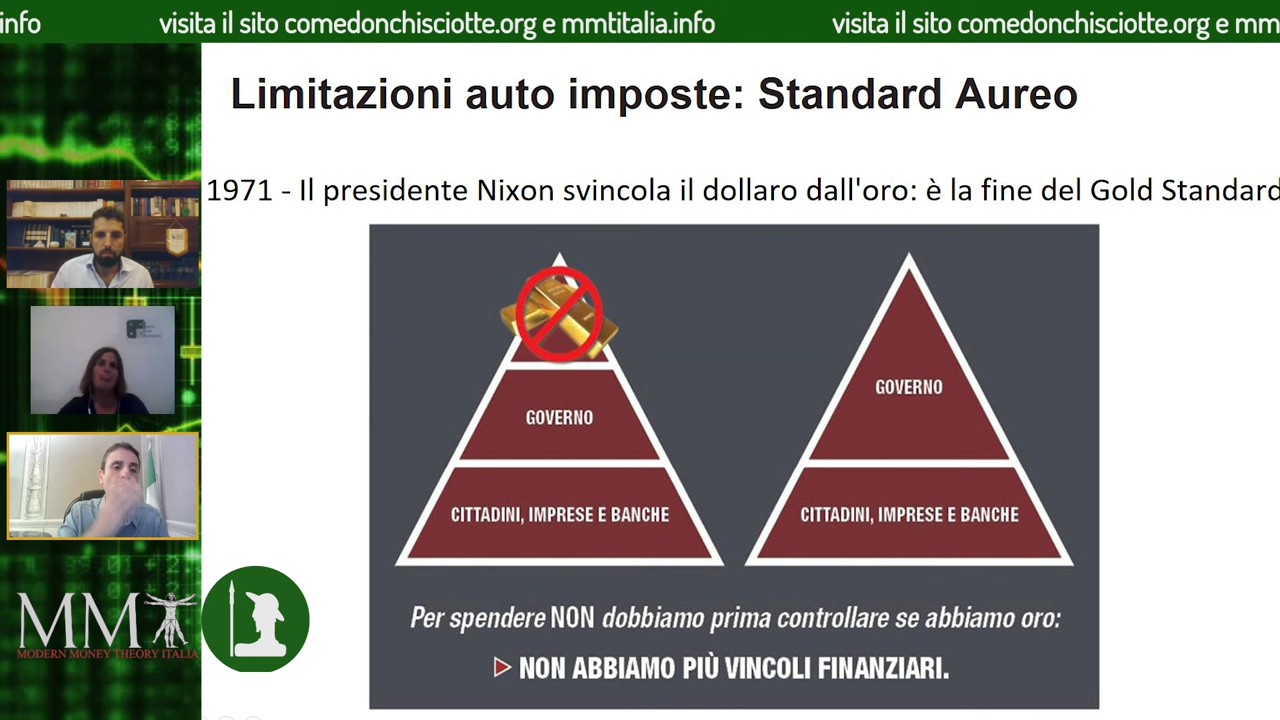 info visita il sito comedonchisciotte.org e mmtitalia.info visita il sito comedonchisciotte.org e mm
Limitazioni auto imposte: Standard Aureo
1971 - Il presidente Nixon svincola il dollaro dall'oro: è la fine del Gold Standard
GOVERNO
GOVERNO
CITTADINI, IMPRESE E BANCHE
CITTADINI, IMPRESE E BANCHE
Per spendere NON dobbiamo prima controllare se abbiamo oro:
NON ABBIAMO PIÙ VINCOLI FINANZIARI.
MMT
MODERN MONEY THEORY ITALIA